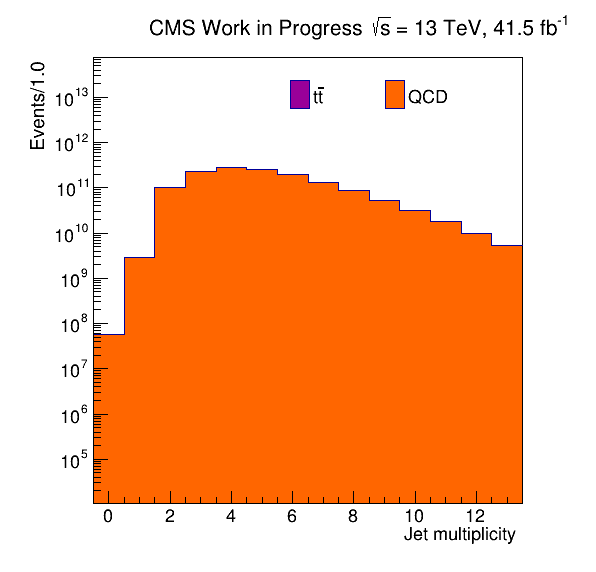 CMS Work in Progress √s = 13 TeV, 41.5 fb⁻¹
Events/1.0
tt̄ QCD
10¹³
10¹²
10¹¹
10¹⁰
10⁹
10⁸
10⁷
10⁶
10⁵
0 2 4 6 8 10 12
Jet multiplicity